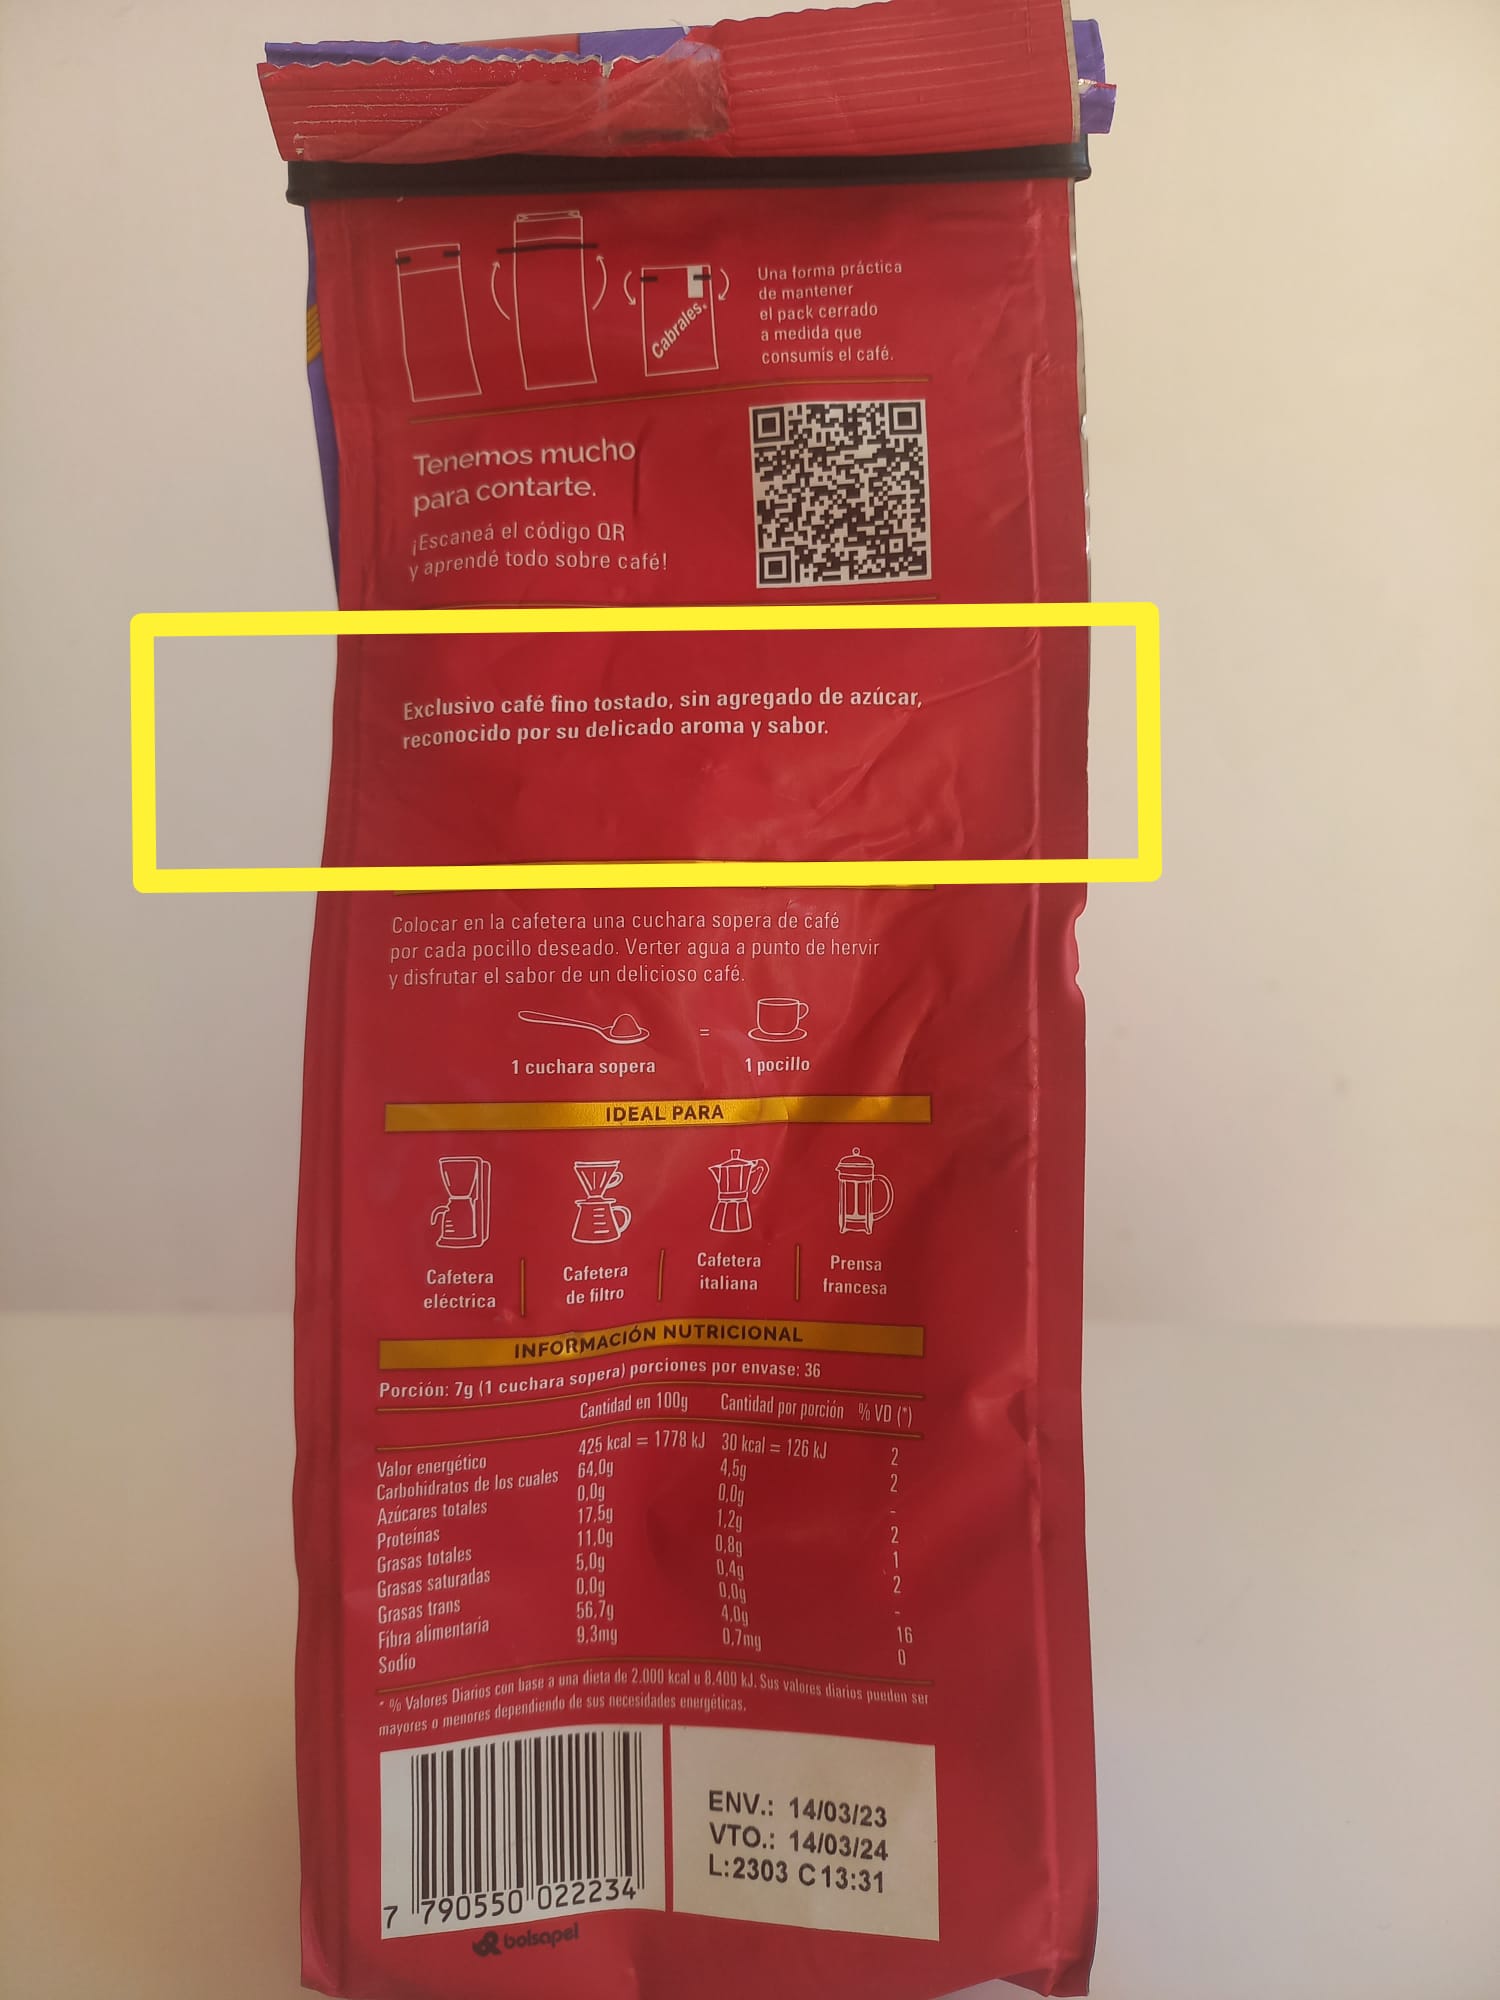 Cabrales.
Una forma práctica
de mantener
el pack cerrado
a medida que
consumís el café.
Tenemos mucho
para contarte.
¡Escaneá el código QR
y aprendé todo sobre café!
Exclusivo café fino tostado, sin agregado de azúcar,
reconocido por su delicado aroma y sabor.
Colocar en la cafetera una cuchara sopera de café
por cada pocillo deseado. Verter agua a punto de hervir
y disfrutar el sabor de un delicioso café.
=
1 cuchara sopera 1 pocillo
IDEAL PARA
Cafetera
eléctrica
Cafetera
de filtro
Cafetera
italiana
Prensa
francesa
INFORMACIÓN NUTRICIONAL
Porción: 7g (1 cuchara sopera) porciones por envase: 36
Cantidad en 100g Cantidad por porción % VD (*)
Valor energético 425 kcal = 1778 kJ 30 kcal = 126 kJ 2
Carbohidratos de los cuales 64,0g 4,5g 2
Azúcares totales 0,0g 0,0g -
Proteínas 17,5g 1,2g 2
Grasas totales 11,0g 0,8g 1
Grasas saturadas 5,0g 0,4g 2
Grasas trans 0,0g 0,0g -
Fibra alimentaria 56,7g 4,0g 16
Sodio 9,3mg 0,7mg 0
* % Valores Diarios con base a una dieta de 2.000 kcal u 8.400 kJ. Sus valores diarios pueden ser
mayores o menores dependiendo de sus necesidades energéticas.
7 790550 022234
ENV.: 14/03/23
VTO.: 14/03/24
L:2303 C13:31
bolsapel